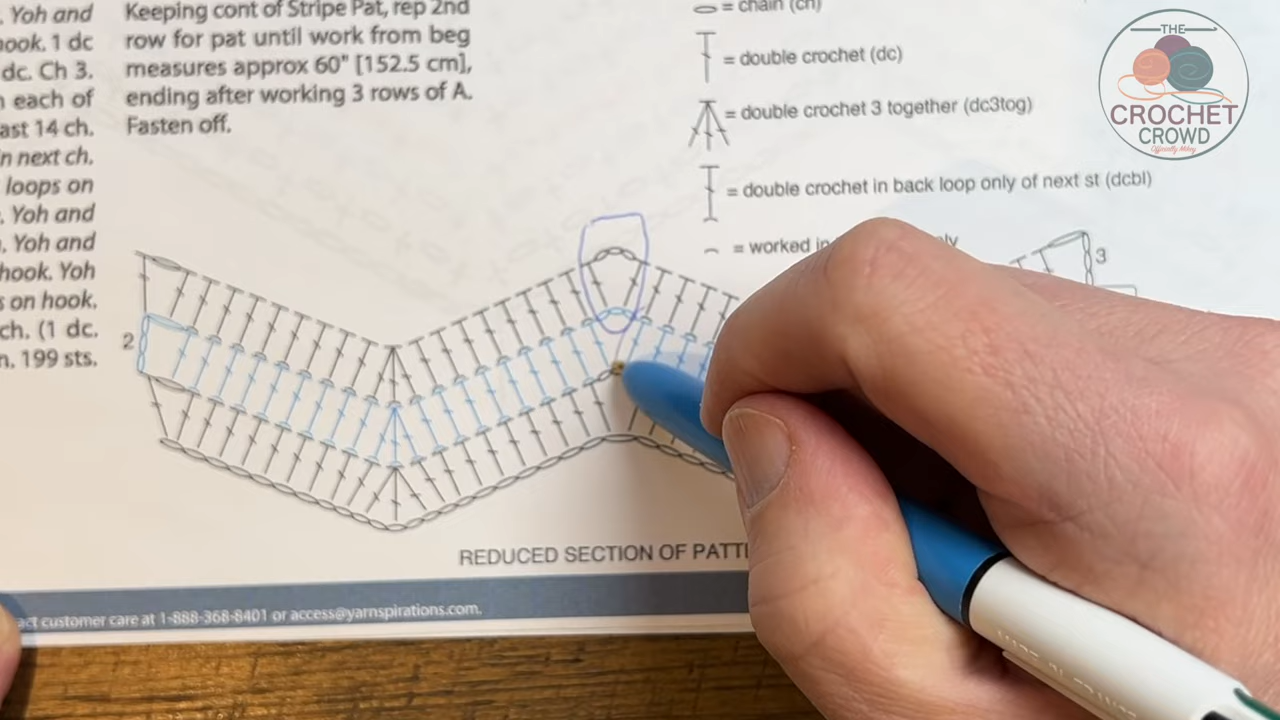 . Yoh and
hook. 1 dc
dc. Ch 3.
each of
ast 14 ch.
n next ch.
loops on
. Yoh and
. Yoh and
hook. Yoh
s on hook.
ch. (1 dc.
n. 199 sts.
Keeping cont of Stripe Pat, rep 2nd
row for pat until work from beg
measures approx 60" [152.5 cm],
ending after working 3 rows of A.
Fasten off.
= chain (ch)
= double crochet (dc)
= double crochet 3 together (dc3tog)
= double crochet in back loop only of next st (dcbl)
= worked in
3
2
REDUCED SECTION OF PATT
act customer care at 1-888-368-8401 or access@yarnspirations.com.
THE
CROCHET
CROWD
Officially Mikey